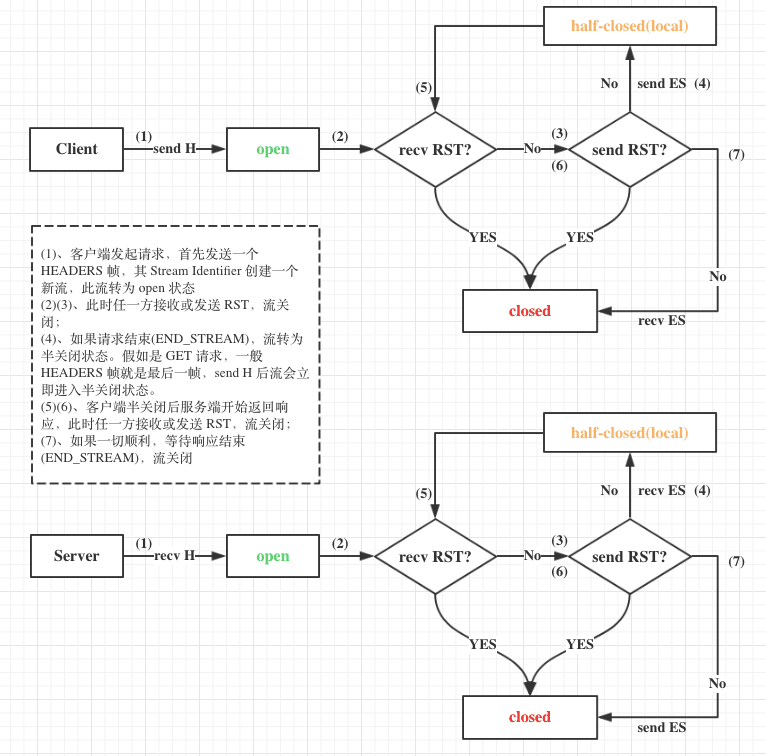 half-closed(local)
(5)
No
send ES
(4)
Client
(1)
send H
open
(2)
recv RST?
No
(3)
(6)
send RST?
(7)
YES
YES
No
closed
recv ES
(1)、客户端发起请求，首先发送一个
HEADERS 帧，其 Stream Identifier 创建一个
新流，此流转为 open 状态
(2)(3)、此时任一方接收或发送 RST，流关
闭；
(4)、如果请求结束(END_STREAM)，流转为
半关闭状态。假如是 GET 请求，一般
HEADERS 帧就是最后一帧，send H 后流会立
即进入半关闭状态。
(5)(6)、客户端半关闭后服务端开始返回响
应，此时任一方接收或发送 RST，流关闭；
(7)、如果一切顺利，等待响应结束
(END_STREAM)，流关闭
half-closed(local)
(5)
No
recv ES
(4)
Server
(1)
recv H
open
(2)
recv RST?
No
(3)
(6)
send RST?
(7)
YES
YES
No
closed
send ES